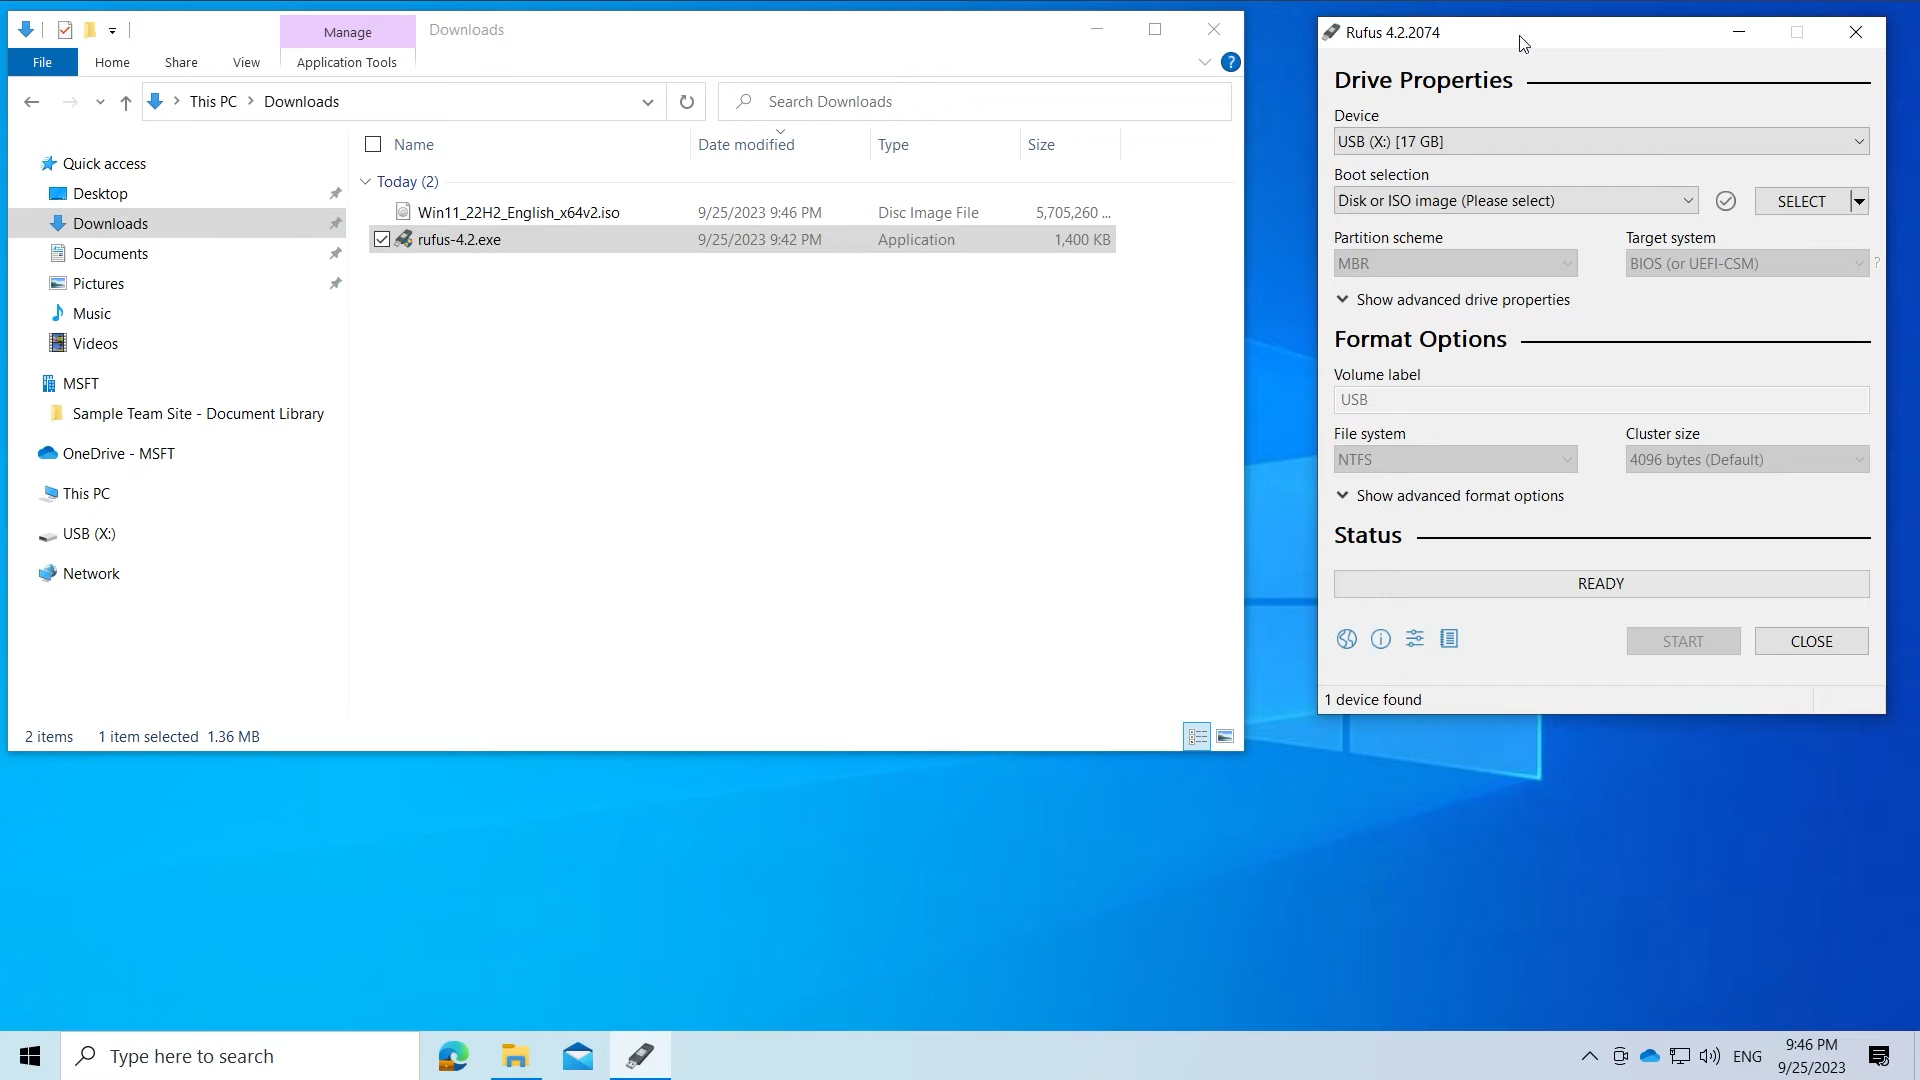 Manage
Downloads
File
Home
Share
View
Application Tools
This PC
Downloads
Search Downloads
Name
Date modified
Type
Size
Quick access
Desktop
Downloads
Documents
Pictures
Music
Videos
MSFT
Sample Team Site - Document Library
OneDrive - MSFT
This PC
USB (X:)
Network
Today (2)
Win11_22H2_English_x64v2.iso 9/25/2023 9:46 PM Disc Image File 5,705,260 ...
rufus-4.2.exe 9/25/2023 9:42 PM Application 1,400 KB
2 items 1 item selected 1.36 MB
Rufus 4.2.2074
Drive Properties
Device
USB (X:) [17 GB]
Boot selection
Disk or ISO image (Please select)
SELECT
Partition scheme
Target system
MBR
BIOS (or UEFI-CSM)
?
Show advanced drive properties
Format Options
Volume label
USB
File system
Cluster size
NTFS
4096 bytes (Default)
Show advanced format options
Status
READY
START
CLOSE
1 device found
Type here to search
ENG
9:46 PM
9/25/2023